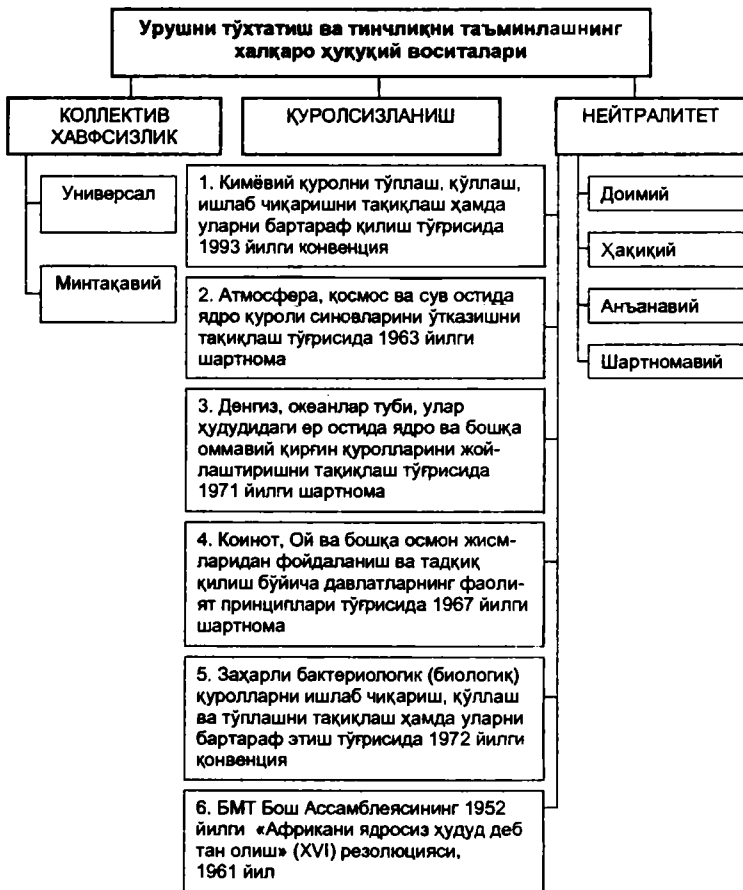 Урушни тўхтатиш ва тинчликни таъминлашнинг
халқаро ҳуқуқий воситалари
КОЛЛЕКТИВ
ХАВФСИЗЛИК
ҚУРОЛСИЗЛАНИШ
НЕЙТРАЛИТЕТ
Универсал
Минтақавий
1. Кимёвий қуролни тўплаш, қўллаш,
ишлаб чиқаришни тақиқлаш ҳамда
уларни бартараф қилиш тўғрисида
1993 йилги конвенция
2. Атмосфера, космос ва сув остида
ядро қуроли синовларини ўтказишни
тақиқлаш тўғрисида 1963 йилги
шартнома
3. Денгиз, океанлар туби, улар
ҳудудидаги ер остида ядро ва бошқа
оммавий қирғин қуролларини жой-
лаштиришни тақиқлаш тўғрисида
1971 йилги шартнома
4. Коинот, Ой ва бошқа осмон жисм-
ларидан фойдаланиш ва тадқиқ
қилиш бўйича давлатларнинг фаоли-
ят принциплари тўғрисида 1967 йилги
шартнома
5. Заҳарли бактериологик (биологик)
қуролларни ишлаб чиқариш, қўллаш
ва тўплашни тақиқлаш ҳамда уларни
бартараф этиш тўғрисида 1972 йилги
конвенция
6. БМТ Бош Ассамблеясининг 1952
йилги «Африкани ядросиз ҳудуд деб
тан олиш» (XVI) резолюцияси,
1961 йил
Доимий
Ҳақиқий
Анъанавий
Шартномавий